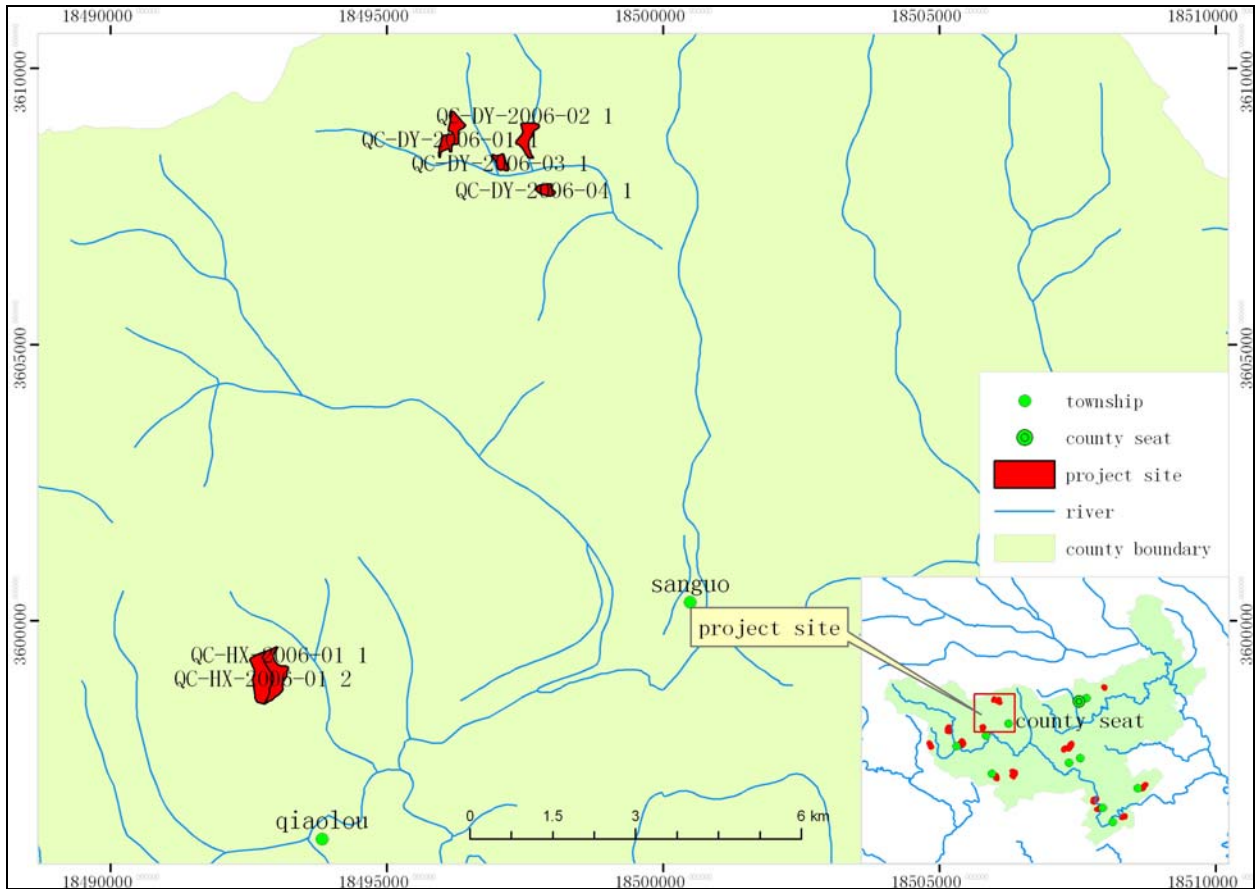 18490000
18495000
18500000
18505000
18510000
3610000
3610000
QC-DY-2006-02 1
QC-DY-2006-01 1
QC-DY-2006-03 1
QC-DY-2006-04 1
3605000
3605000
township
county seat
project site
river
county boundary
sanguo
project site
3600000
3600000
QC-HX-2006-01 1
QC-HX-2006-01 2
county seat
qiaolou
0 1.5 3 6 km
18490000
18495000
18500000
18505000
18510000